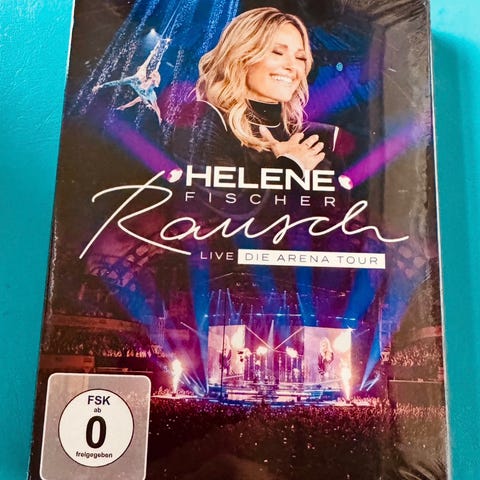 HELENE
FISCHER
Rausch
LIVE DIE ARENA TOUR
FSK
ab
0
freigegeben